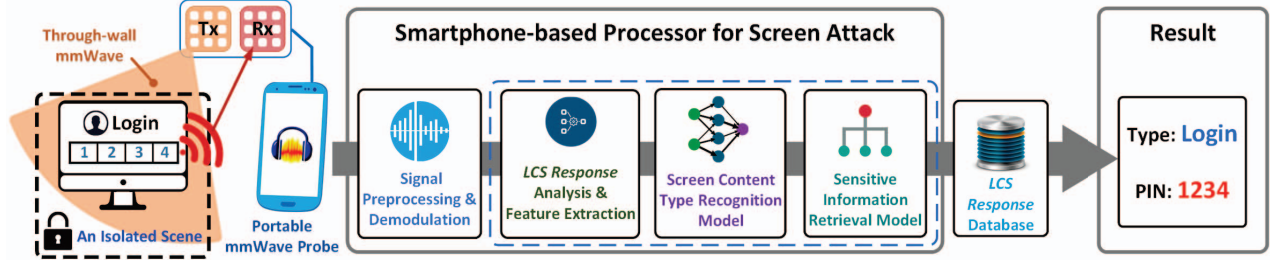 Through-wall
mmWave
Tx
Rx
Login
1 2 3 4
An Isolated Scene
Portable
mmWave Probe
Smartphone-based Processor for Screen Attack
Signal
Preprocessing &
Demodulation
LCS Response
Analysis &
Feature Extraction
Screen Content
Type Recognition
Model
Sensitive
Information
Retrieval Model
LCS
Response
Database
Result
Type: Login
PIN: 1234